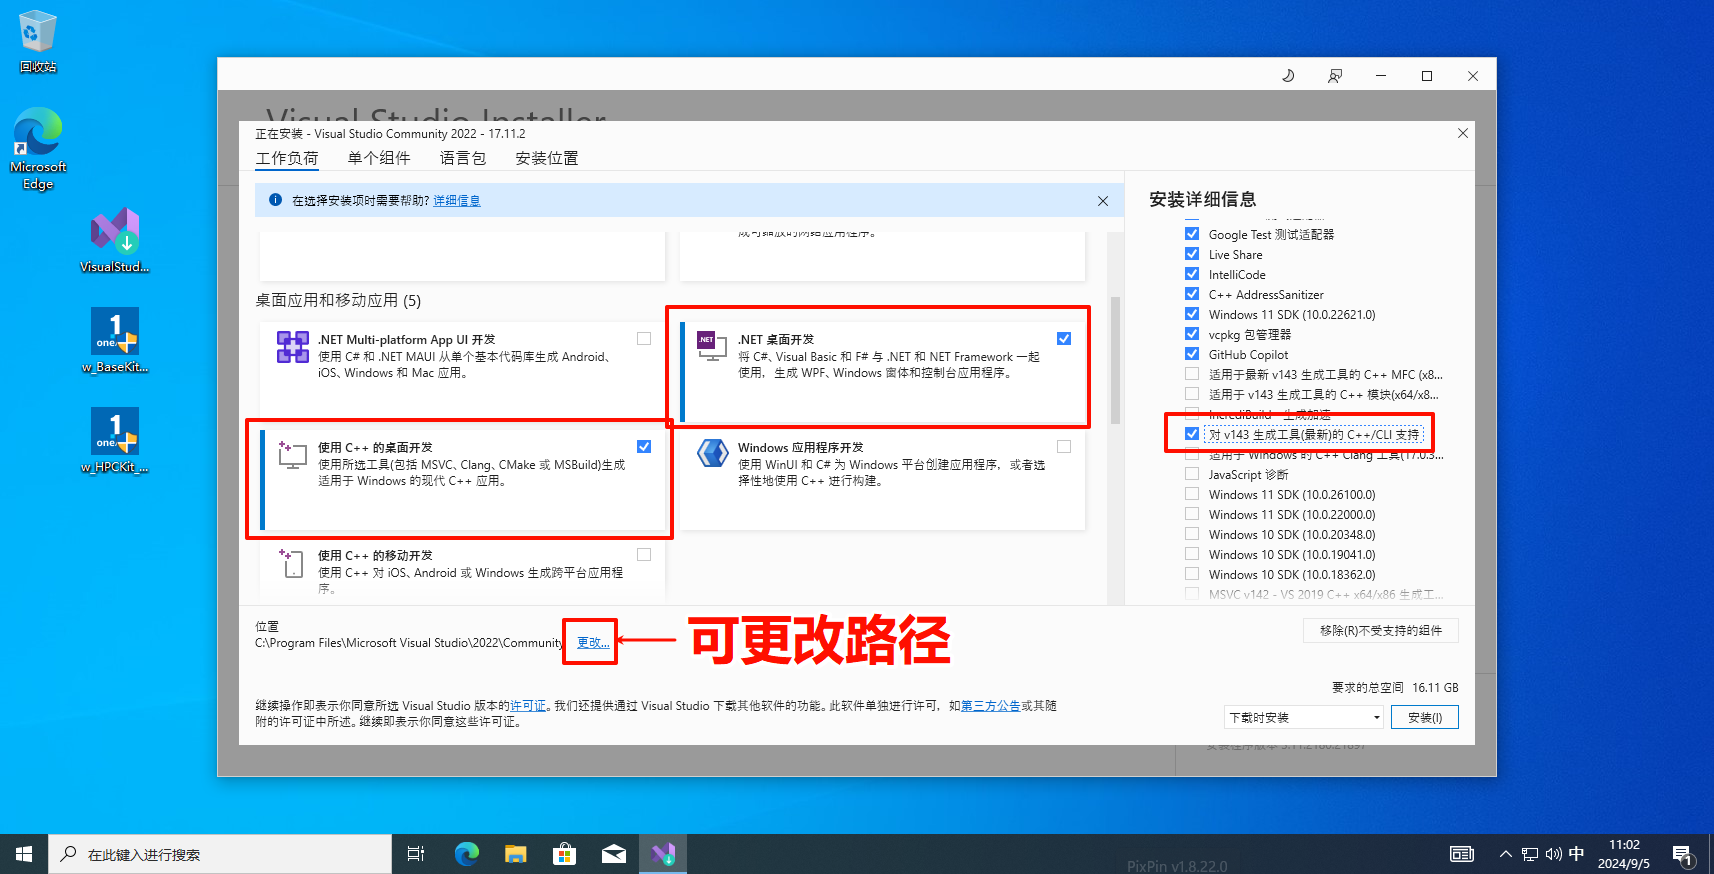 回收站
Microsoft
Edge
VisualStud...
w_BaseKit...
w_HPCKit_...
Visual Studio Installer
正在安装 - Visual Studio Community 2022 - 17.11.2
工作负荷 单个组件 语言包 安装位置
在选择安装项时需要帮助? 详细信息
成可缩放的网络应用程序。
桌面应用和移动应用 (5)
.NET Multi-platform App UI 开发
使用 C# 和 .NET MAUI 从单个基本代码库生成 Android、
iOS、Windows 和 Mac 应用。
.NET
.NET 桌面开发
将 C#、Visual Basic 和 F# 与 .NET 和 NET Framework 一起
使用，生成 WPF、Windows 窗体和控制台应用程序。
使用 C++ 的桌面开发
使用所选工具(包括 MSVC、Clang、CMake 或 MSBuild)生成
适用于 Windows 的现代 C++ 应用。
Windows 应用程序开发
使用 WinUI 和 C# 为 Windows 平台创建应用程序，或者选
择性地使用 C++ 进行构建。
使用 C++ 的移动开发
使用 C++ 对 iOS、Android 或 Windows 生成跨平台应用程
序。
安装详细信息
Google Test 测试适配器
Live Share
IntelliCode
C++ AddressSanitizer
Windows 11 SDK (10.0.22621.0)
vcpkg 包管理器
GitHub Copilot
适用于最新 v143 生成工具的 C++ MFC (x8...
适用于 v143 生成工具的 C++ 模块(x64/x8...
IncrediBuild - 生成加速
对 v143 生成工具(最新)的 C++/CLI 支持
适用于 Windows 的 C++ Clang 工具(17.0.3...
JavaScript 诊断
Windows 11 SDK (10.0.26100.0)
Windows 11 SDK (10.0.22000.0)
Windows 10 SDK (10.0.20348.0)
Windows 10 SDK (10.0.19041.0)
Windows 10 SDK (10.0.18362.0)
MSVC v142 - VS 2019 C++ x64/x86 生成工...
位置
C:\Program Files\Microsoft Visual Studio\2022\Community
更改...
可更改路径
移除(R)不受支持的组件
要求的总空间 16.11 GB
继续操作即表示你同意所选 Visual Studio 版本的许可证。我们还提供通过 Visual Studio 下载其他软件的功能。此软件单独进行许可，如第三方公告或其随
附的许可证中所述。继续即表示你同意这些许可证。
下载时安装
安装(I)
在此键入进行搜索
PixPin v1.8.22.0
中
11:02
2024/9/5
1